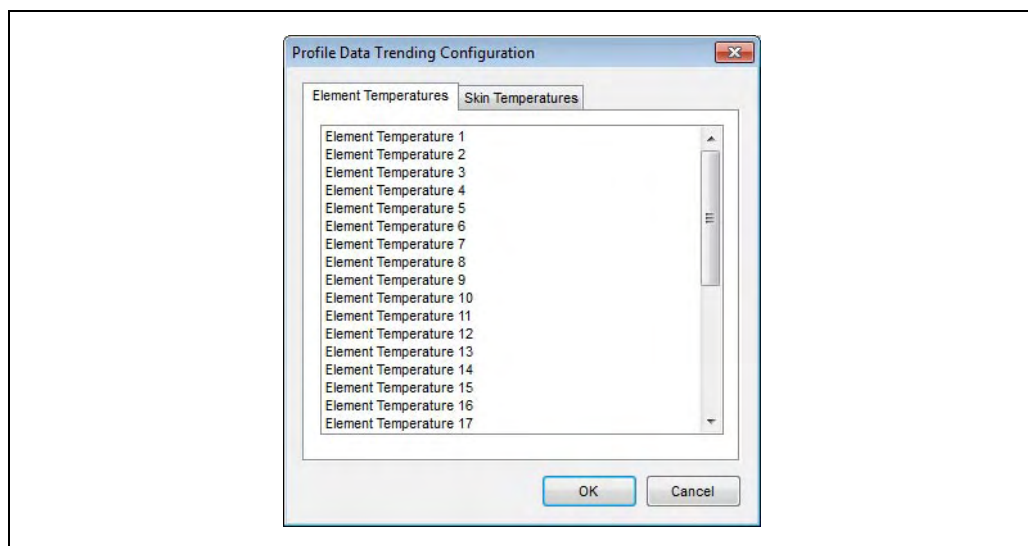 Profile Data Trending Configuration
Element Temperatures Skin Temperatures
Element Temperature 1
Element Temperature 2
Element Temperature 3
Element Temperature 4
Element Temperature 5
Element Temperature 6
Element Temperature 7
Element Temperature 8
Element Temperature 9
Element Temperature 10
Element Temperature 11
Element Temperature 12
Element Temperature 13
Element Temperature 14
Element Temperature 15
Element Temperature 16
Element Temperature 17
OK Cancel